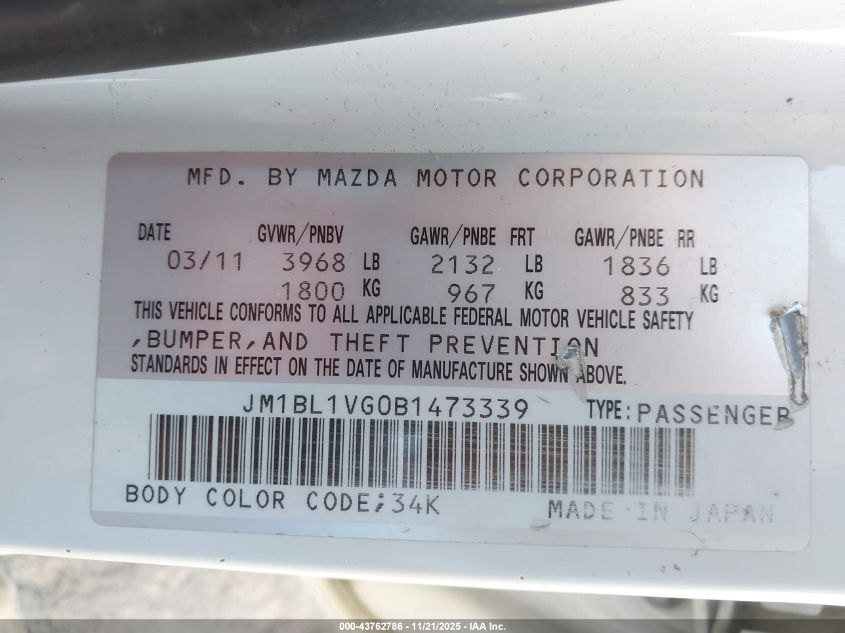 MFD. BY MAZDA MOTOR CORPORATION
DATE GVWR/PNBV GAWR/PNBE FRT GAWR/PNBE RR
03/11 3968 LB 2132 LB 1836 LB
1800 KG 967 KG 833 KG
THIS VEHICLE CONFORMS TO ALL APPLICABLE FEDERAL MOTOR VEHICLE SAFETY
,BUMPER,AND THEFT PREVENTION
STANDARDS IN EFFECT ON THE DATE OF MANUFACTURE SHOWN ABOVE.
JM1BL1VG0B1473339 TYPE:PASSENGER
BODY COLOR CODE;34K MADE IN JAPAN
000-43762786 - 11/21/2025 - IAA Inc.